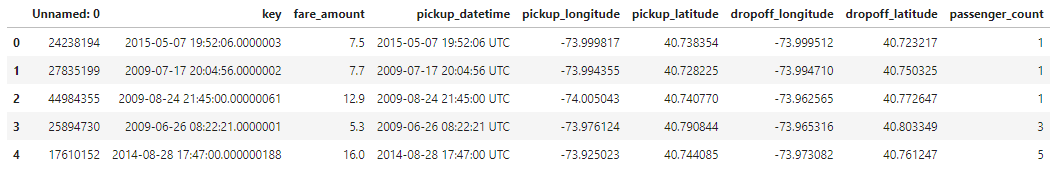 Unnamed: 0 key fare_amount pickup_datetime pickup_longitude pickup_latitude dropoff_longitude dropoff_latitude passenger_count
0 24238194 2015-05-07 19:52:06.0000003 7.5 2015-05-07 19:52:06 UTC -73.999817 40.738354 -73.999512 40.723217 1
1 27835199 2009-07-17 20:04:56.0000002 7.7 2009-07-17 20:04:56 UTC -73.994355 40.728225 -73.994710 40.750325 1
2 44984355 2009-08-24 21:45:00.00000061 12.9 2009-08-24 21:45:00 UTC -74.005043 40.740770 -73.962565 40.772647 1
3 25894730 2009-06-26 08:22:21.0000001 5.3 2009-06-26 08:22:21 UTC -73.976124 40.790844 -73.965316 40.803349 3
4 17610152 2014-08-28 17:47:00.000000188 16.0 2014-08-28 17:47:00 UTC -73.925023 40.744085 -73.973082 40.761247 5